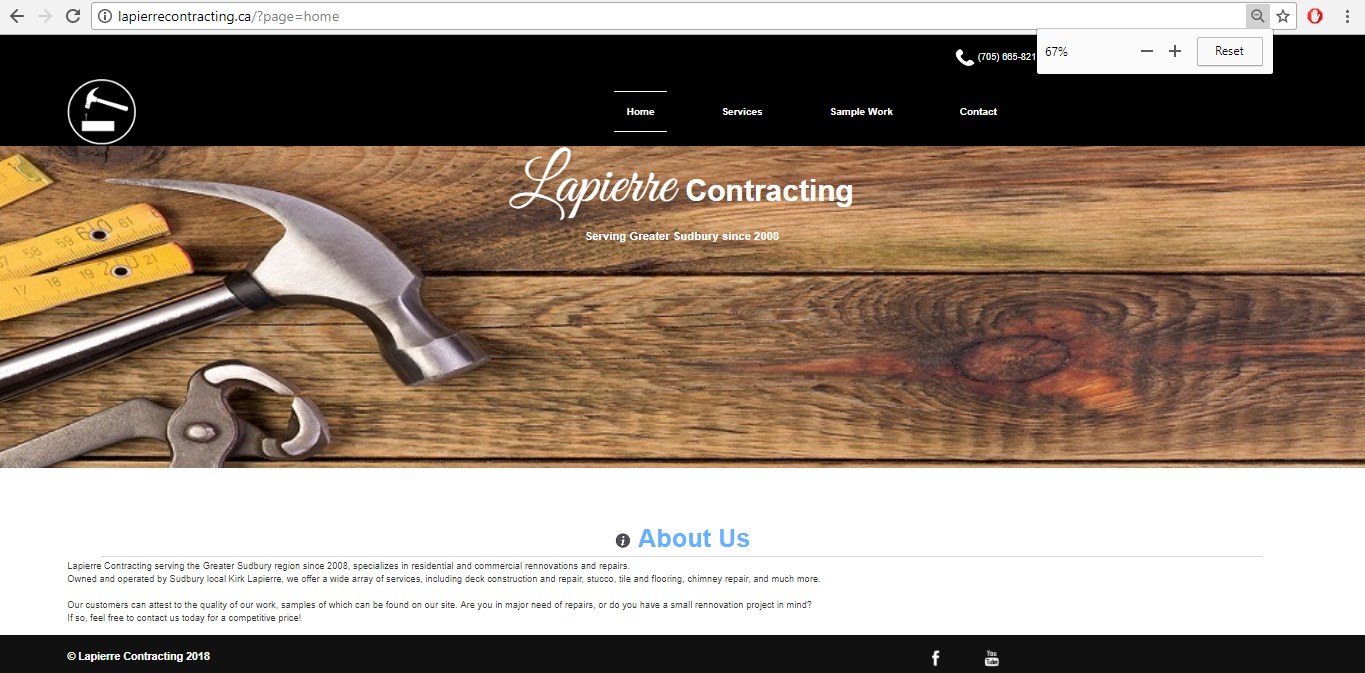 lapierrecontracting.ca/?page=home
67%
Reset
(705) 665-821
Home
Services
Sample Work
Contact
Lapierre Contracting
Serving Greater Sudbury since 2008
About Us
Lapierre Contracting serving the Greater Sudbury region since 2008, specializes in residential and commercial rennovations and repairs.
Owned and operated by Sudbury local Kirk Lapierre, we offer a wide array of services, including deck construction and repair, stucco, tile and flooring, chimney repair, and much more.
Our customers can attest to the quality of our work, samples of which can be found on our site. Are you in major need of repairs, or do you have a small rennovation project in mind?
If so, feel free to contact us today for a competitive price!
© Lapierre Contracting 2018
You
Tube